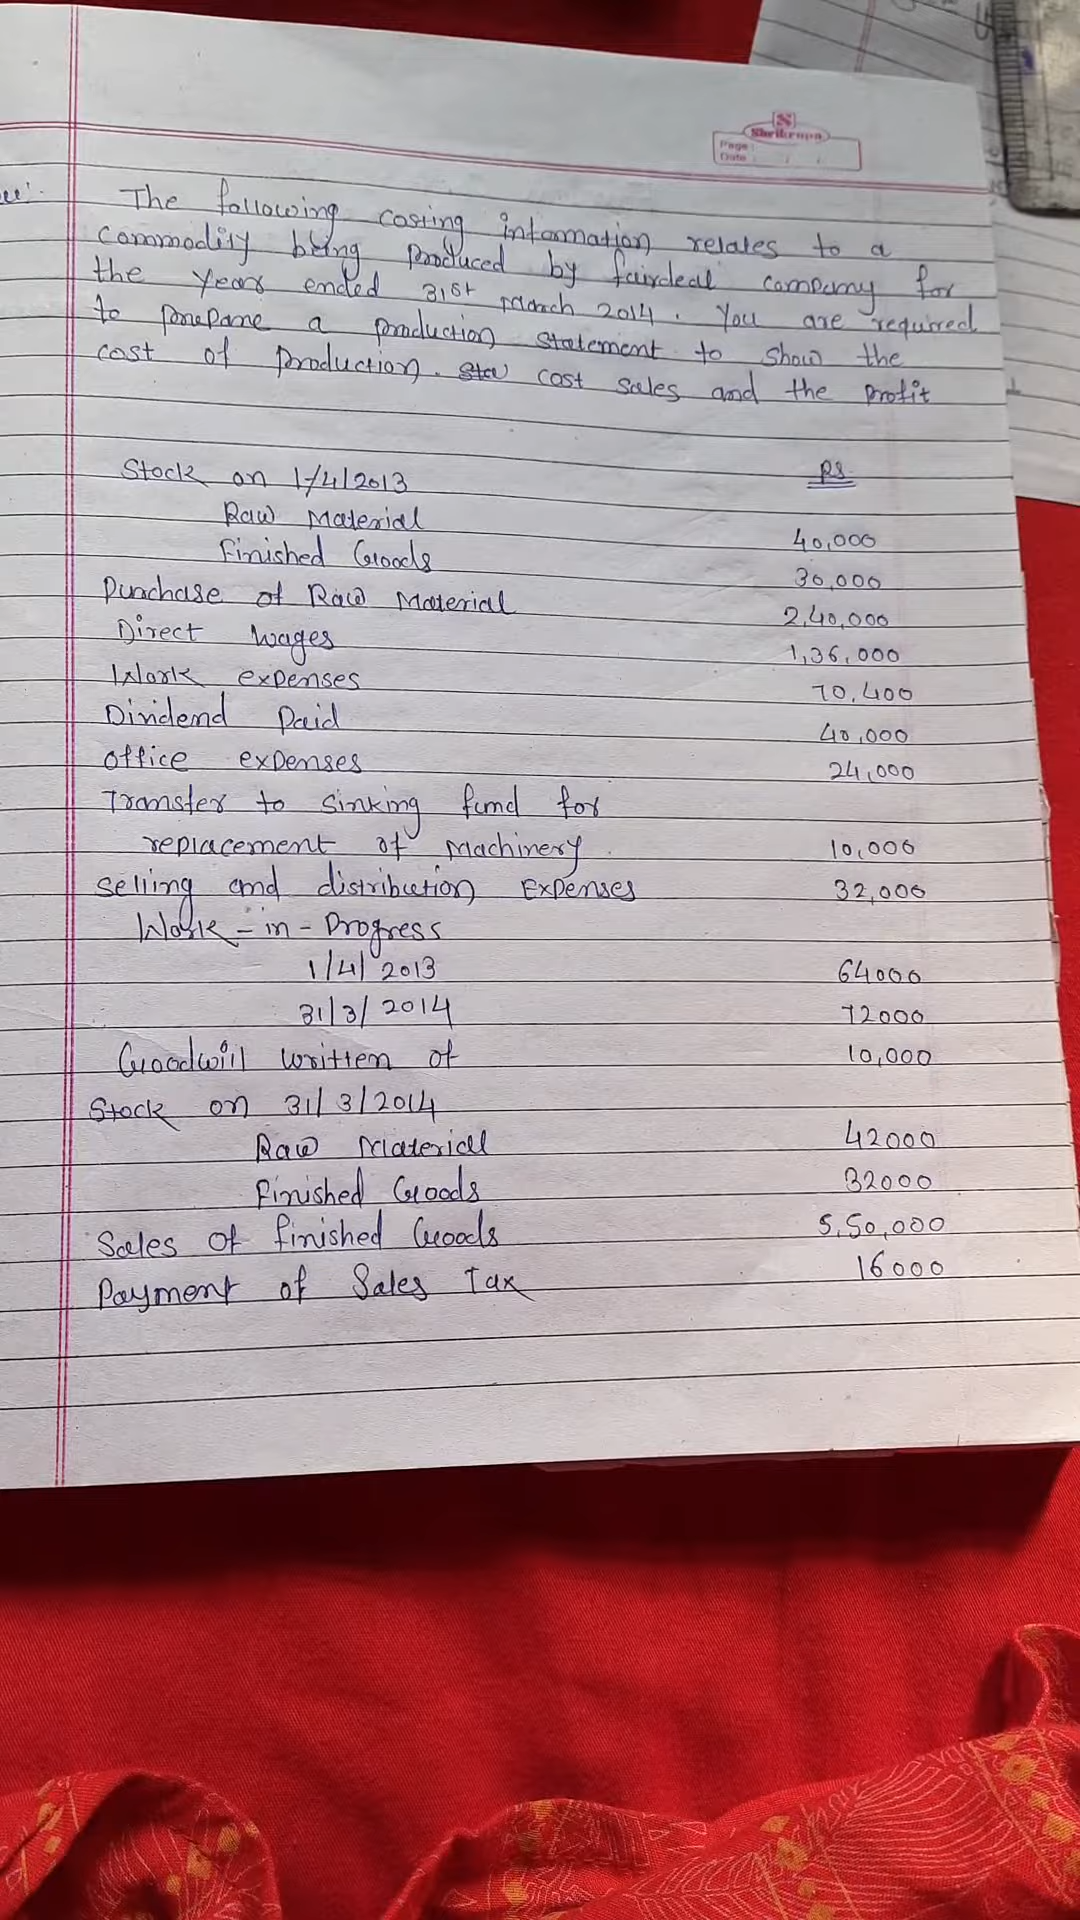 Shrikrupa
Page :
Date :
The following costing information relates to a
commodity being produced by fairdeal company for
the years ended 31st March 2014. You are required
to prepare a production statement to show the
cost of production. cost sales and the profit
Stock on 1/4/2013 RS
Raw Material 40,000
Finished Goods 30,000
Purchase of Raw Material 2,40,000
Direct wages 1,36,000
Work expenses 70,400
Dividend Paid 40,000
office expenses 24,000
Transfer to sinking fund for
replacement of Machinery. 10,000
selling and distribution Expenses 32,000
Work-in-Progress
1/4/2013 64000
31/3/2014 72000
Goodwill written of 10,000
Stock on 31/3/2014
Raw Material 42000
Finished Goods 32000
Sales of finished Goods 5,50,000
Payment of Sales Tax 16000